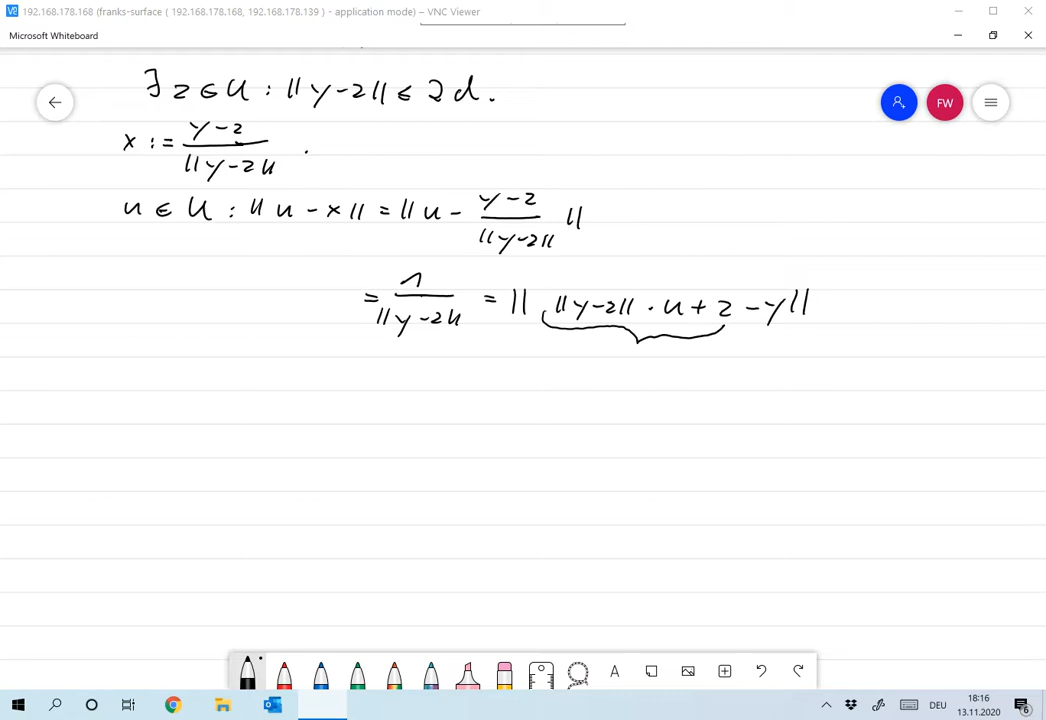 192.168.178.168 (franks-surface ( 192.168.178.168, 192.168.178.139 ) - application mode) – VNC Viewer
Microsoft Whiteboard
∃ z ∈ U : ||y-z|| ≤ 2d.
FW
x := (y-z)/||y-z||.
u ∈ U : ||u-x|| = ||u - (y-z)/||y-z|| ||
= 1/||y-z|| = || ||y-z|| · u + z - y||
A
DEU
18:16
13.11.2020
6